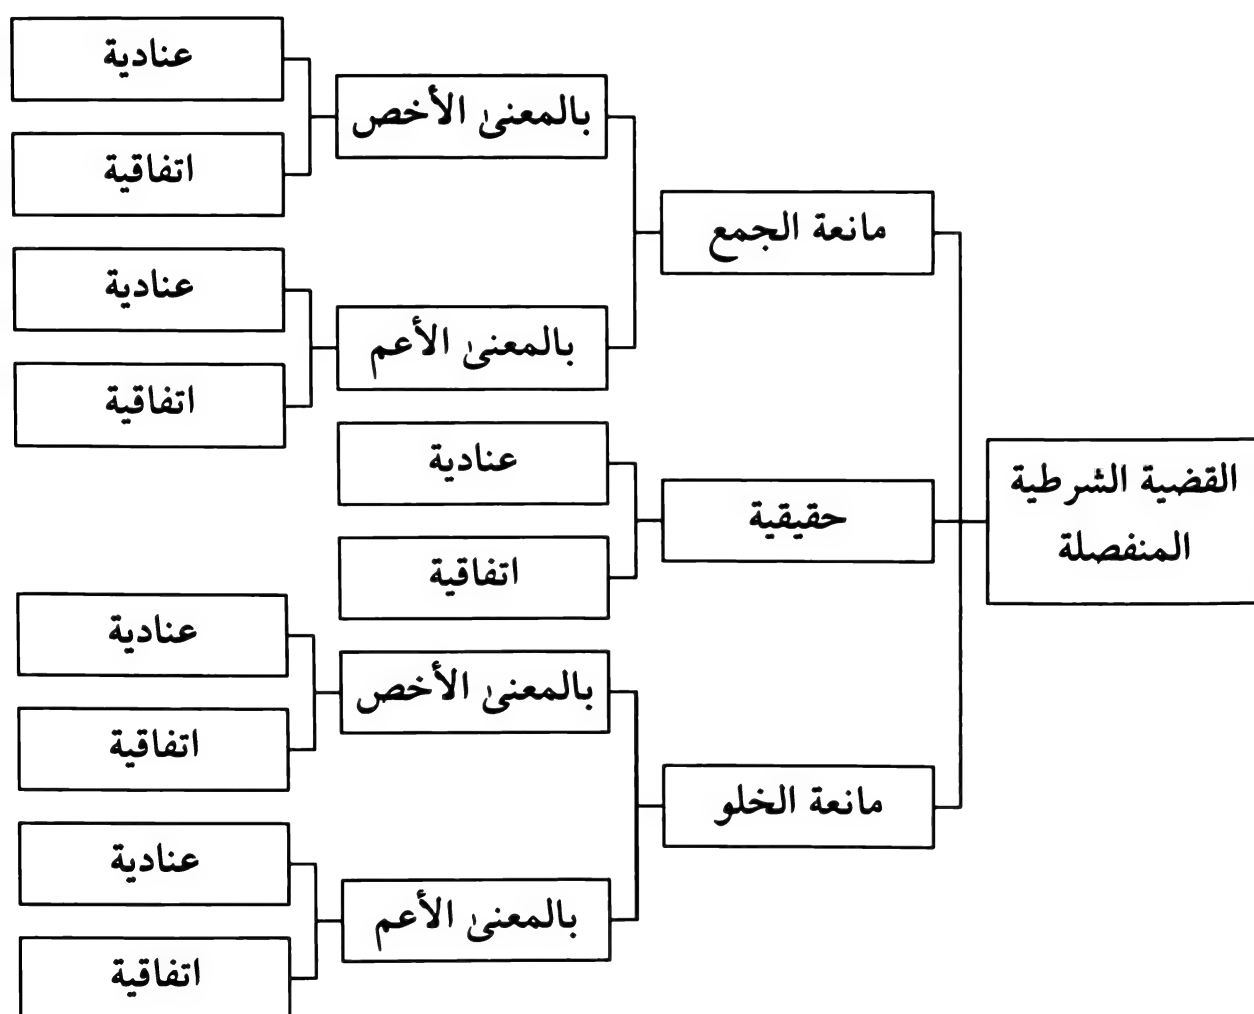 القضية الشرطية
المنفصلة
مانعة الجمع
بالمعنىٰ الأخص
عنادية
اتفاقية
بالمعنىٰ الأعم
عنادية
اتفاقية
حقيقية
عنادية
اتفاقية
مانعة الخلو
بالمعنىٰ الأخص
عنادية
اتفاقية
بالمعنىٰ الأعم
عنادية
اتفاقية